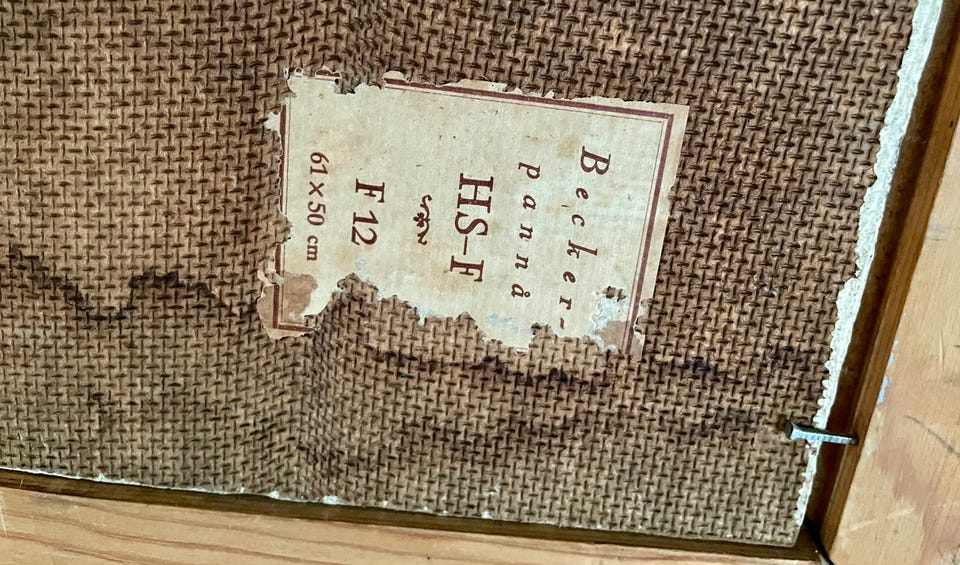 Becker-
pannå
HS-F
F 12
61 × 50 cm